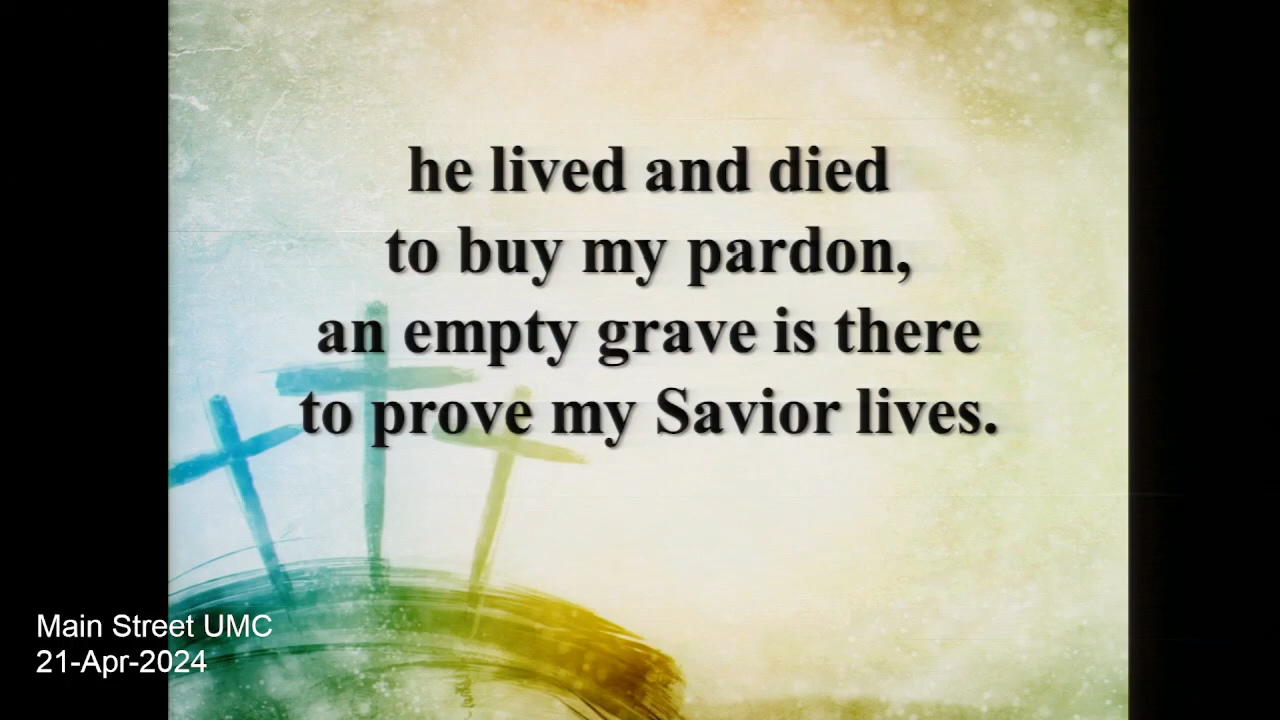 he lived and died
to buy my pardon,
an empty grave is there
to prove my Savior lives.
Main Street UMC
21-Apr-2024